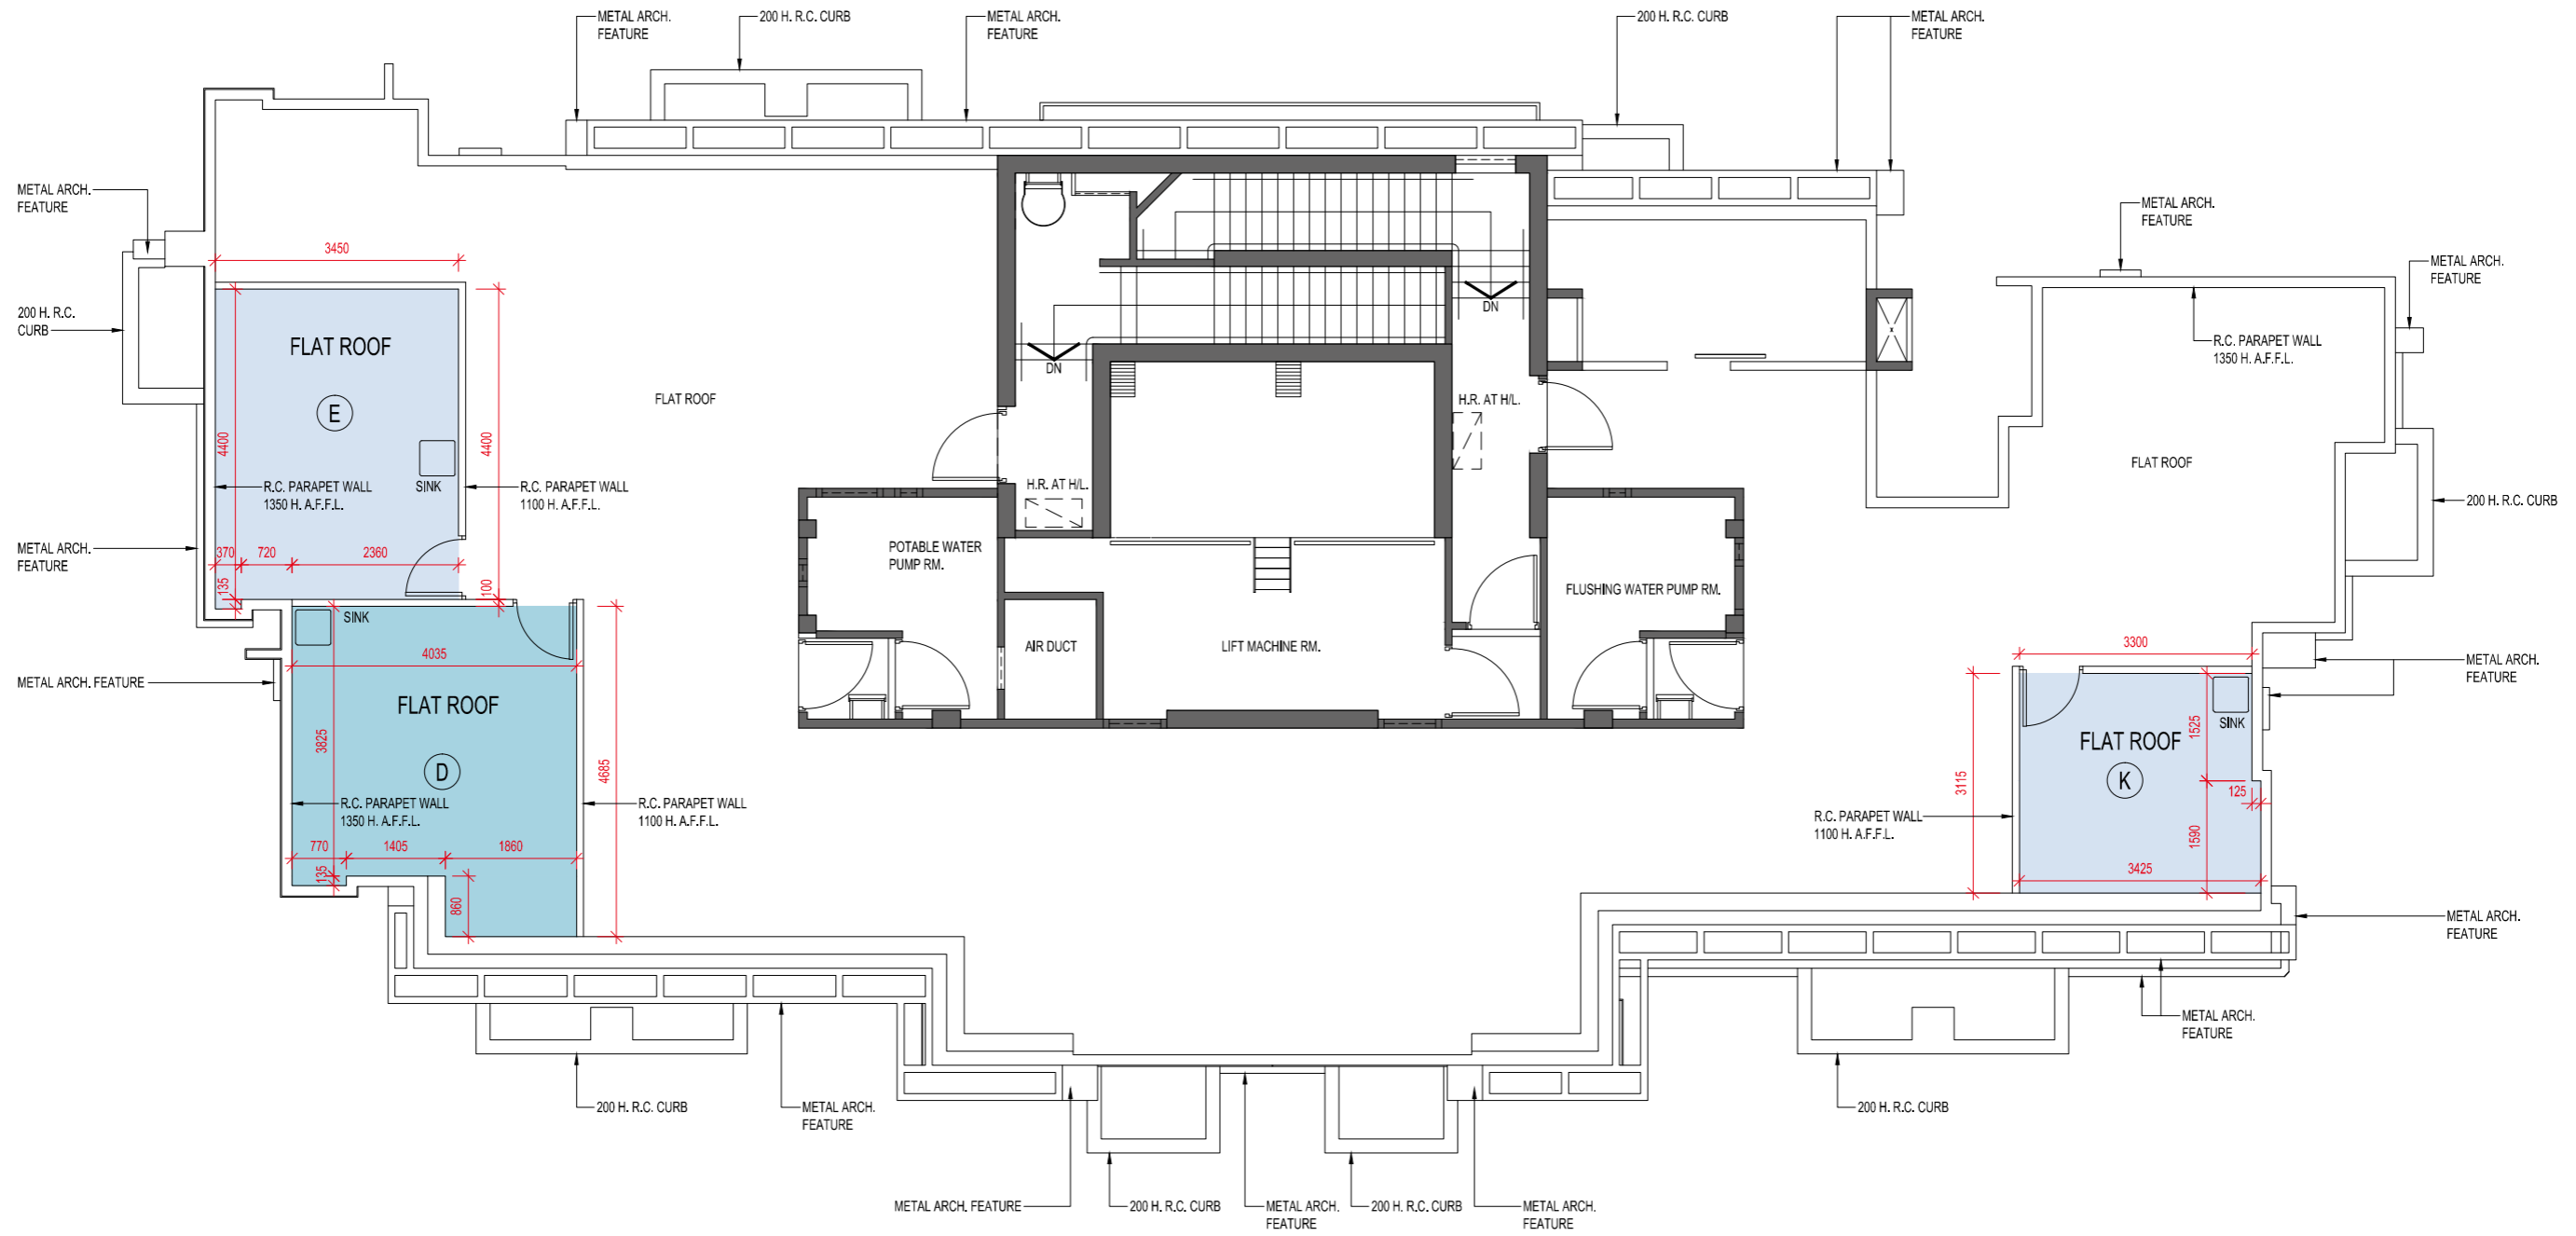 METAL ARCH.
FEATURE
200 H. R.C. CURB
METAL ARCH.
FEATURE
200 H. R.C. CURB
METAL ARCH.
FEATURE
METAL ARCH.
FEATURE
METAL ARCH.
FEATURE
METAL ARCH.
FEATURE
200 H. R.C.
CURB
3450
FLAT ROOF
E
4400
4400
SINK
R.C. PARAPET WALL
1350 H. A.F.F.L.
R.C. PARAPET WALL
1100 H. A.F.F.L.
METAL ARCH.
FEATURE
370
720
2360
135
100
FLAT ROOF
DN
DN
H.R. AT H/L.
H.R. AT H/L.
R.C. PARAPET WALL
1350 H. A.F.F.L.
FLAT ROOF
200 H. R.C. CURB
POTABLE WATER
PUMP RM.
FLUSHING WATER PUMP RM.
AIR DUCT
LIFT MACHINE RM.
SINK
4035
METAL ARCH. FEATURE
FLAT ROOF
D
3825
4685
R.C. PARAPET WALL
1350 H. A.F.F.L.
R.C. PARAPET WALL
1100 H. A.F.F.L.
770
1405
1860
135
860
3300
METAL ARCH.
FEATURE
SINK
1525
FLAT ROOF
K
3115
125
R.C. PARAPET WALL
1100 H. A.F.F.L.
1590
3425
METAL ARCH.
FEATURE
METAL ARCH.
FEATURE
200 H. R.C. CURB
METAL ARCH.
FEATURE
200 H. R.C. CURB
METAL ARCH. FEATURE
200 H. R.C. CURB
METAL ARCH.
FEATURE
200 H. R.C. CURB
METAL ARCH.
FEATURE